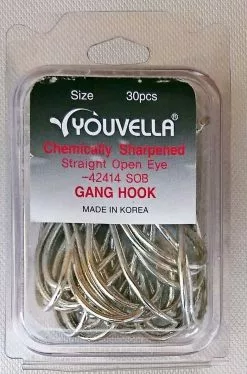 Size 30pcs
YOUVELLA®
Chemically Sharpened
Straight Open Eye
-42414 SOB
GANG HOOK
MADE IN KOREA